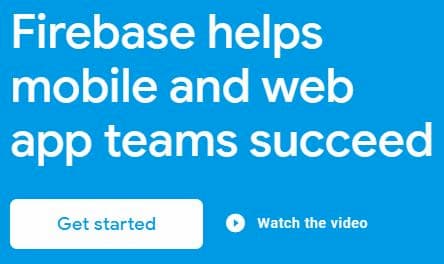 Firebase helps
mobile and web
app teams succeed
Get started
Watch the video